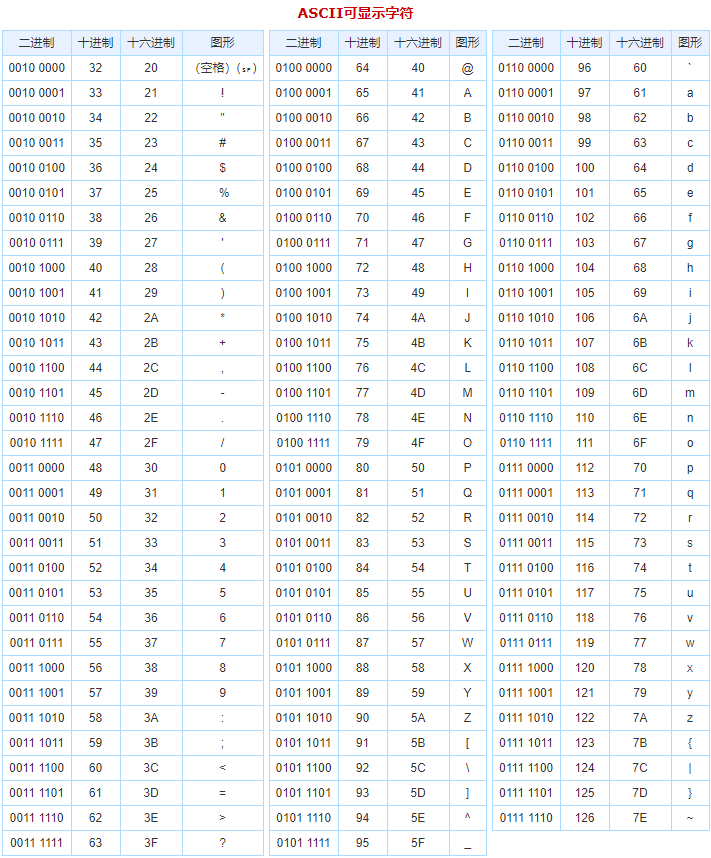 ASCII可显示字符
二进制 十进制 十六进制 图形 二进制 十进制 十六进制 图形 二进制 十进制 十六进制 图形
0010 0000 32 20 （空格）(␠) 0100 0000 64 40 @ 0110 0000 96 60 `
0010 0001 33 21 ! 0100 0001 65 41 A 0110 0001 97 61 a
0010 0010 34 22 " 0100 0010 66 42 B 0110 0010 98 62 b
0010 0011 35 23 # 0100 0011 67 43 C 0110 0011 99 63 c
0010 0100 36 24 $ 0100 0100 68 44 D 0110 0100 100 64 d
0010 0101 37 25 % 0100 0101 69 45 E 0110 0101 101 65 e
0010 0110 38 26 & 0100 0110 70 46 F 0110 0110 102 66 f
0010 0111 39 27 ' 0100 0111 71 47 G 0110 0111 103 67 g
0010 1000 40 28 ( 0100 1000 72 48 H 0110 1000 104 68 h
0010 1001 41 29 ) 0100 1001 73 49 I 0110 1001 105 69 i
0010 1010 42 2A * 0100 1010 74 4A J 0110 1010 106 6A j
0010 1011 43 2B + 0100 1011 75 4B K 0110 1011 107 6B k
0010 1100 44 2C , 0100 1100 76 4C L 0110 1100 108 6C l
0010 1101 45 2D - 0100 1101 77 4D M 0110 1101 109 6D m
0010 1110 46 2E . 0100 1110 78 4E N 0110 1110 110 6E n
0010 1111 47 2F / 0100 1111 79 4F O 0110 1111 111 6F o
0011 0000 48 30 0 0101 0000 80 50 P 0111 0000 112 70 p
0011 0001 49 31 1 0101 0001 81 51 Q 0111 0001 113 71 q
0011 0010 50 32 2 0101 0010 82 52 R 0111 0010 114 72 r
0011 0011 51 33 3 0101 0011 83 53 S 0111 0011 115 73 s
0011 0100 52 34 4 0101 0100 84 54 T 0111 0100 116 74 t
0011 0101 53 35 5 0101 0101 85 55 U 0111 0101 117 75 u
0011 0110 54 36 6 0101 0110 86 56 V 0111 0110 118 76 v
0011 0111 55 37 7 0101 0111 87 57 W 0111 0111 119 77 w
0011 1000 56 38 8 0101 1000 88 58 X 0111 1000 120 78 x
0011 1001 57 39 9 0101 1001 89 59 Y 0111 1001 121 79 y
0011 1010 58 3A : 0101 1010 90 5A Z 0111 1010 122 7A z
0011 1011 59 3B ; 0101 1011 91 5B [ 0111 1011 123 7B {
0011 1100 60 3C < 0101 1100 92 5C \ 0111 1100 124 7C |
0011 1101 61 3D = 0101 1101 93 5D ] 0111 1101 125 7D }
0011 1110 62 3E > 0101 1110 94 5E ^ 0111 1110 126 7E ~
0011 1111 63 3F ? 0101 1111 95 5F _